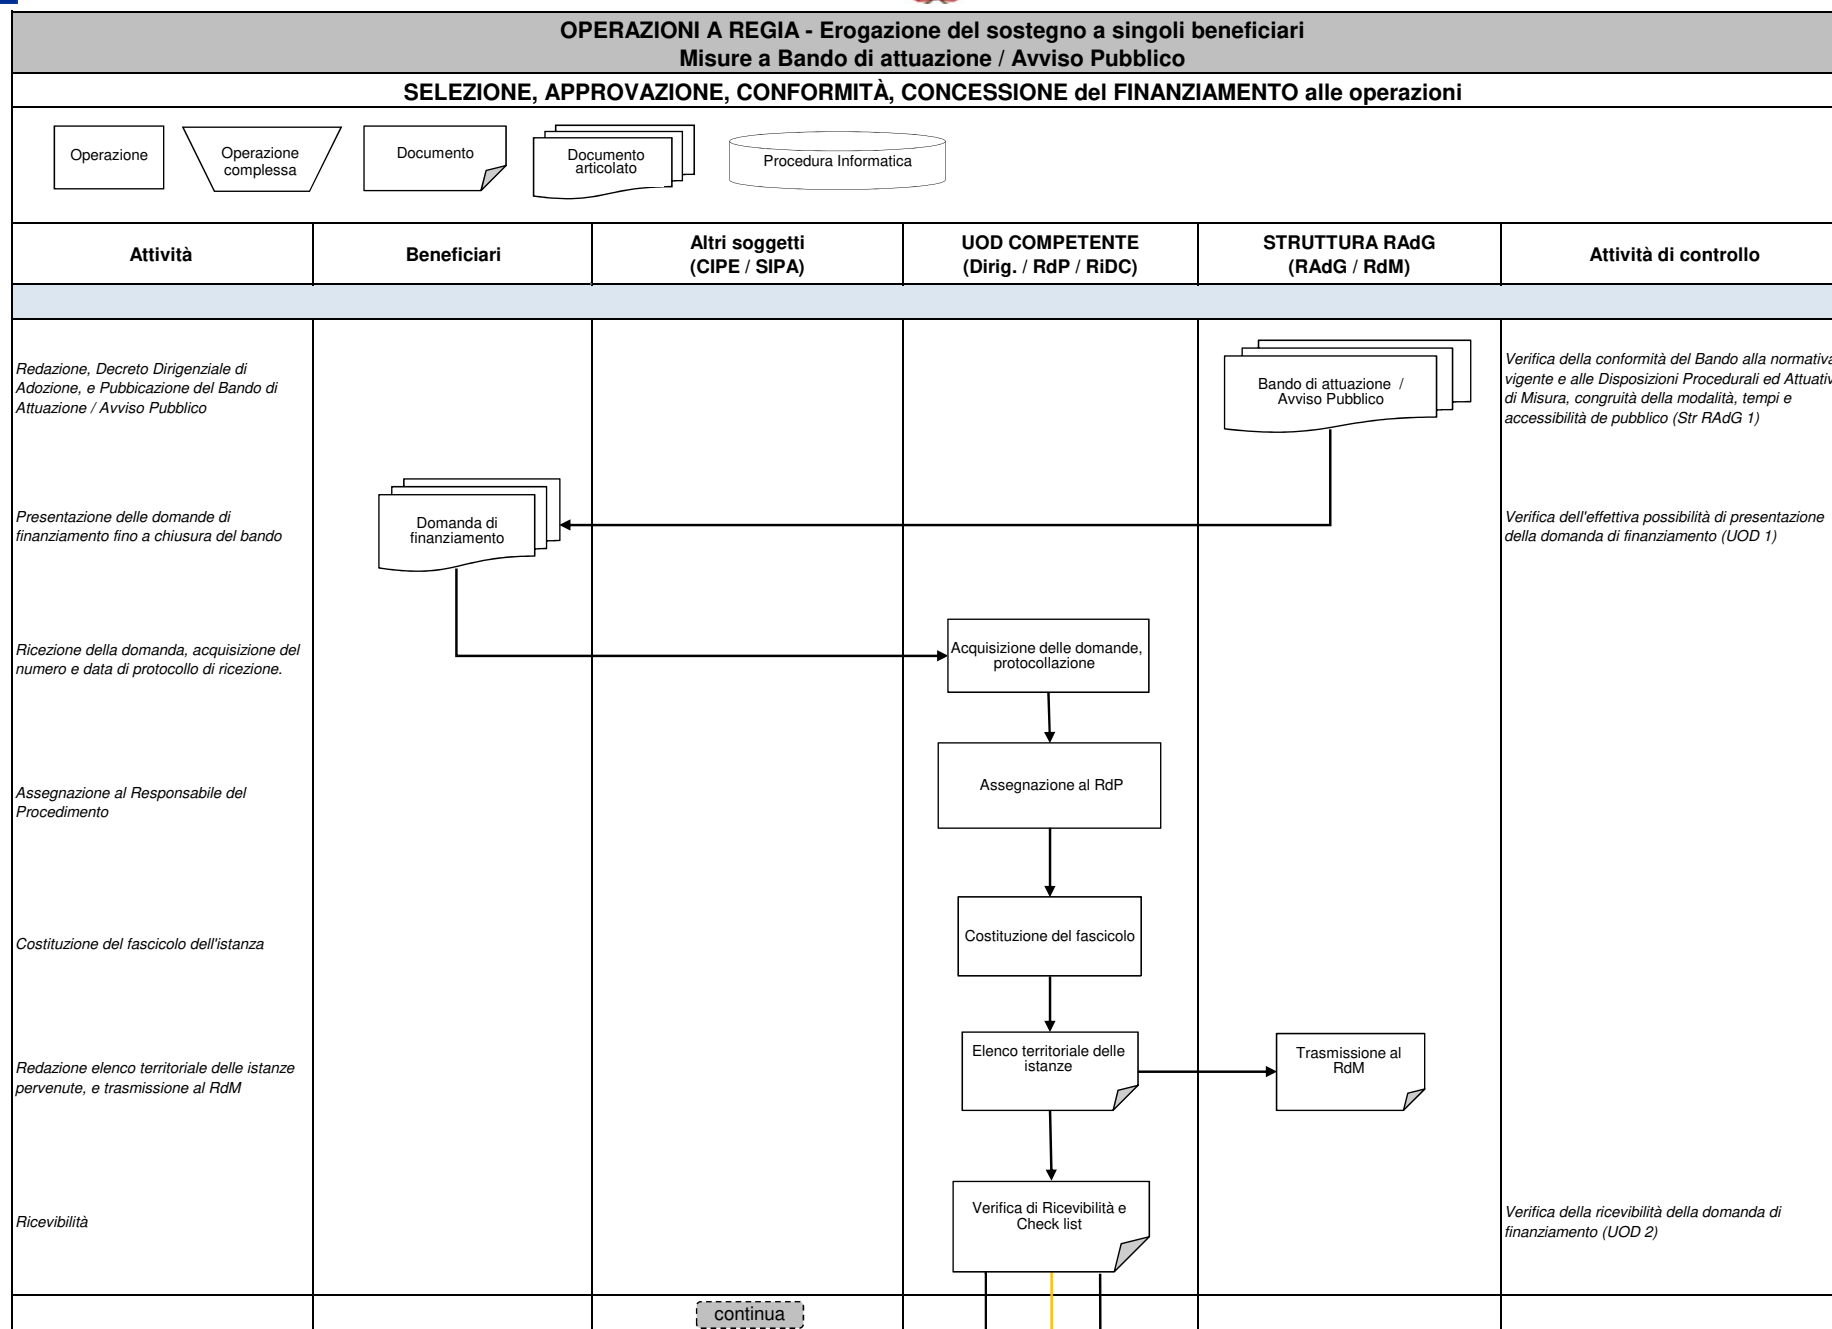 OPERAZIONI A REGIA - Erogazione del sostegno a singoli beneficiari
Misure a Bando di attuazione / Avviso Pubblico
SELEZIONE, APPROVAZIONE, CONFORMITÀ, CONCESSIONE del FINANZIAMENTO alle operazioni
Operazione
Operazione
complessa
Documento
Documento
articolato
Procedura Informatica
Attività
Beneficiari
Altri soggetti
(CIPE / SIPA)
UOD COMPETENTE
(Dirig. / RdP / RiDC)
STRUTTURA RAdG
(RAdG / RdM)
Attività di controllo
Redazione, Decreto Dirigenziale di
Adozione, e Pubbicazione del Bando di
Attuazione / Avviso Pubblico
Bando di attuazione /
Avviso Pubblico
Verifica della conformità del Bando alla normativa
vigente e alle Disposizioni Procedurali ed Attuativ
di Misura, congruità della modalità, tempi e
accessibilità de pubblico (Str RAdG 1)
Presentazione delle domande di
finanziamento fino a chiusura del bando
Domanda di
finanziamento
Verifica dell'effettiva possibilità di presentazione
della domanda di finanziamento (UOD 1)
Ricezione della domanda, acquisizione del
numero e data di protocollo di ricezione.
Acquisizione delle domande,
protocollazione
Assegnazione al Responsabile del
Procedimento
Assegnazione al RdP
Costituzione del fascicolo dell'istanza
Costituzione del fascicolo
Redazione elenco territoriale delle istanze
pervenute, e trasmissione al RdM
Elenco territoriale delle
istanze
Trasmissione al
RdM
Ricevibilità
Verifica di Ricevibilità e
Check list
Verifica della ricevibilità della domanda di
finanziamento (UOD 2)
continua